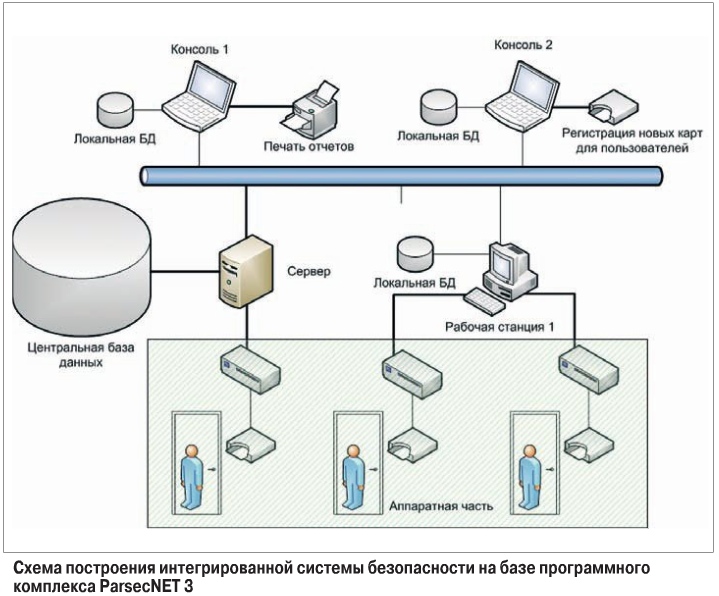 Консоль 1
Консоль 2
Локальная БД
Печать отчетов
Локальная БД
Регистрация новых карт
для пользователей
Сервер
Локальная БД
Рабочая станция 1
Центральная база
данных
Аппаратная часть
Схема построения интегрированной системы безопасности на базе программного
комплекса ParsecNET 3